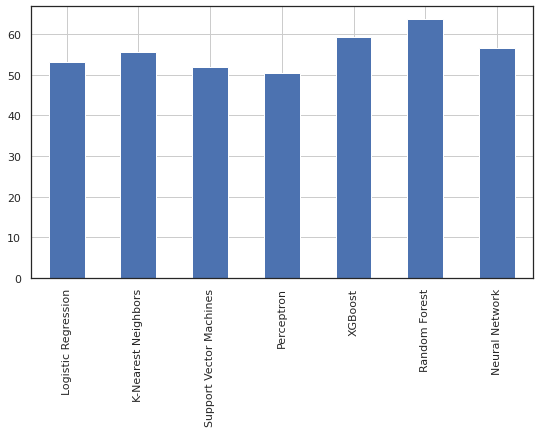 60
50
40
30
20
10
0
Logistic Regression
K-Nearest Neighbors
Support Vector Machines
Perceptron
XGBoost
Random Forest
Neural Network